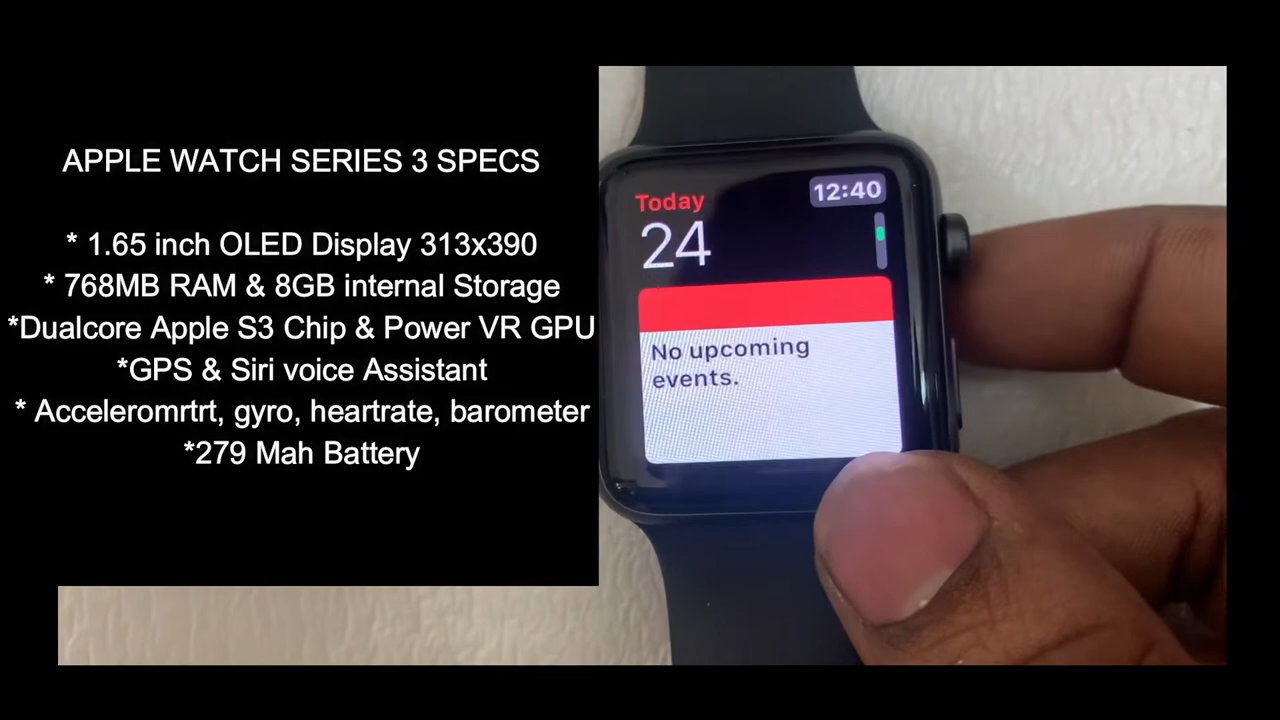 APPLE WATCH SERIES 3 SPECS
* 1.65 inch OLED Display 313x390
* 768MB RAM & 8GB internal Storage
*Dualcore Apple S3 Chip & Power VR GPU
*GPS & Siri voice Assistant
* Acceleromrtrt, gyro, heartrate, barometer
*279 Mah Battery
Today
12:40
24
No upcoming
events.